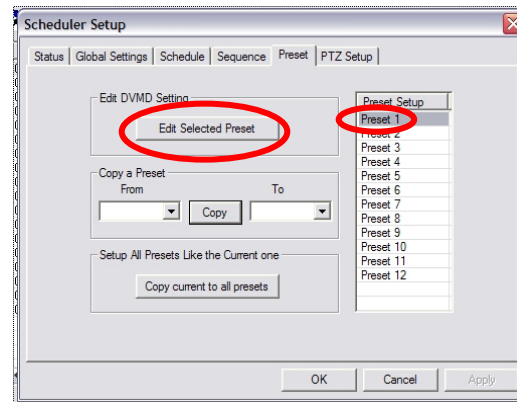 Scheduler Setup
Status Global Settings Schedule Sequence Preset PTZ Setup
Edit DVMD Setting
Edit Selected Preset
Copy a Preset
From To
Copy
Setup All Presets Like the Current one
Copy current to all presets
Preset Setup
Preset 1
Preset 2
Preset 3
Preset 4
Preset 5
Preset 6
Preset 7
Preset 8
Preset 9
Preset 10
Preset 11
Preset 12
OK Cancel Apply